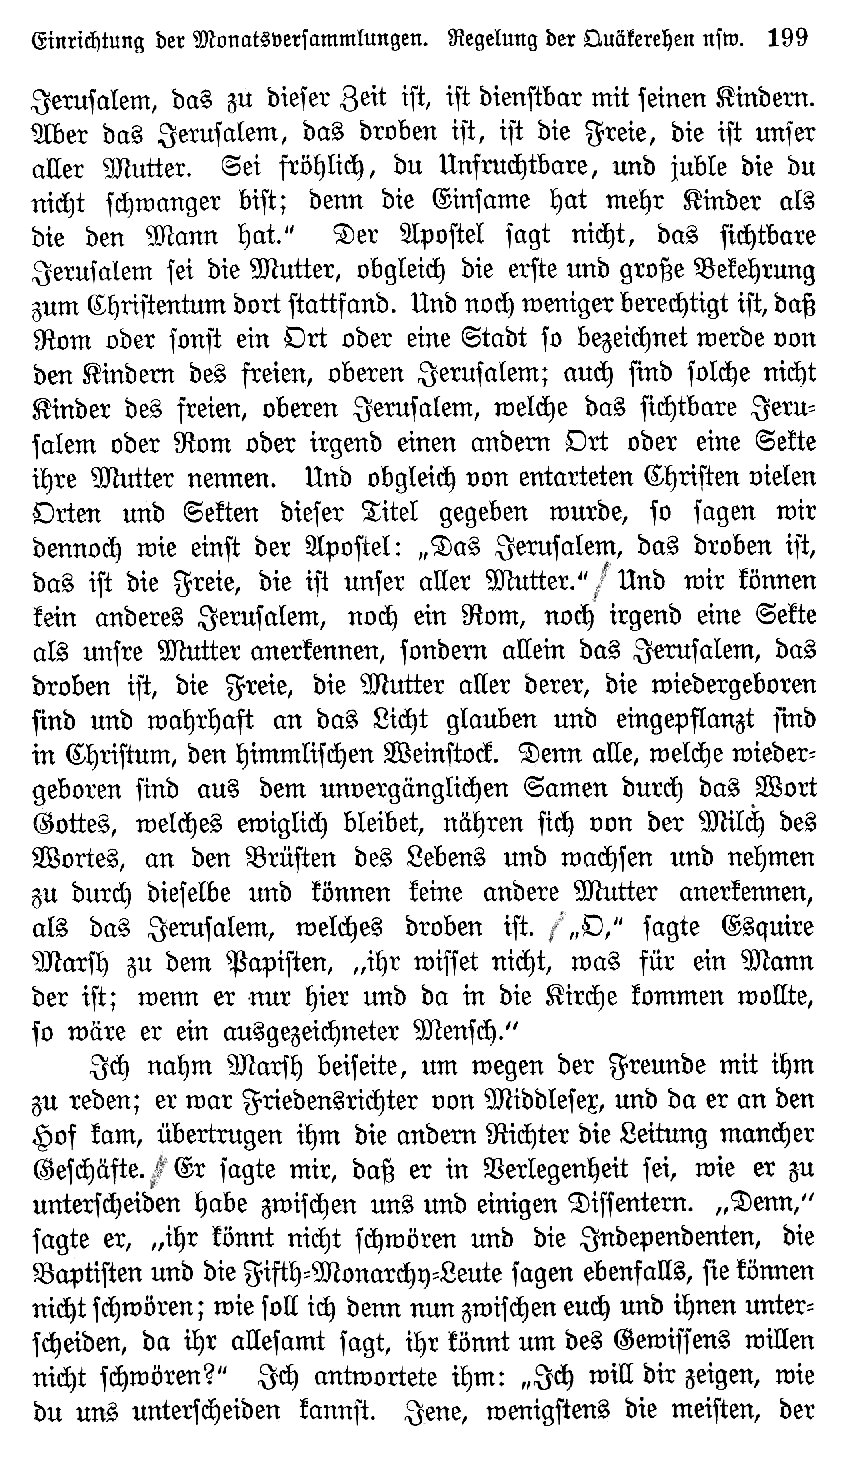 Einrichtung der Monatsversammlungen. Regelung der Quäkerehen usw. 199
Jerusalem, das zu dieser Zeit ist, ist dienstbar mit seinen Kindern.
Aber das Jerusalem, das droben ist, ist die Freie, die ist unser
aller Mutter. Sei fröhlich, du Unfruchtbare, und juble die du
nicht schwanger bist; denn die Einsame hat mehr Kinder als
die den Mann hat.“ Der Apostel sagt nicht, das sichtbare
Jerusalem sei die Mutter, obgleich die erste und große Bekehrung
zum Christentum dort stattfand. Und noch weniger berechtigt ist, daß
Rom oder sonst ein Ort oder eine Stadt so bezeichnet werde von
den Kindern des freien, oberen Jerusalem; auch sind solche nicht
Kinder des freien, oberen Jerusalem, welche das sichtbare Jeru-
salem oder Rom oder irgend einen andern Ort oder eine Sekte
ihre Mutter nennen. Und obgleich von entarteten Christen vielen
Orten und Sekten dieser Titel gegeben wurde, so sagen wir
dennoch wie einst der Apostel: „Das Jerusalem, das droben ist,
das ist die Freie, die ist unser aller Mutter.“ Und wir können
kein anderes Jerusalem, noch ein Rom, noch irgend eine Sekte
als unsre Mutter anerkennen, sondern allein das Jerusalem, das
droben ist, die Freie, die Mutter aller derer, die wiedergeboren
sind und wahrhaft an das Licht glauben und eingepflanzt sind
in Christum, den himmlischen Weinstock. Denn alle, welche wieder-
geboren sind aus dem unvergänglichen Samen durch das Wort
Gottes, welches ewiglich bleibet, nähren sich von der Milch des
Wortes, an den Brüsten des Lebens und wachsen und nehmen
zu durch dieselbe und können keine andere Mutter anerkennen,
als das Jerusalem, welches droben ist. „O,“ sagte Esquire
Marsh zu dem Papisten, „ihr wisset nicht, was für ein Mann
der ist; wenn er nur hier und da in die Kirche kommen wollte,
so wäre er ein ausgezeichneter Mensch.“
Ich nahm Marsh beiseite, um wegen der Freunde mit ihm
zu reden; er war Friedensrichter von Middlesex, und da er an den
Hof kam, übertrugen ihm die andern Richter die Leitung mancher
Geschäfte. Er sagte mir, daß er in Verlegenheit sei, wie er zu
unterscheiden habe zwischen uns und einigen Dissentern. „Denn,“
sagte er, „ihr könnt nicht schwören und die Independenten, die
Baptisten und die Fifth-Monarchy-Leute sagen ebenfalls, sie können
nicht schwören; wie soll ich denn nun zwischen euch und ihnen unter-
scheiden, da ihr allesamt sagt, ihr könnt um des Gewissens willen
nicht schwören?“ Ich antwortete ihm: „Ich will dir zeigen, wie
du uns unterscheiden kannst. Jene, wenigstens die meisten, der